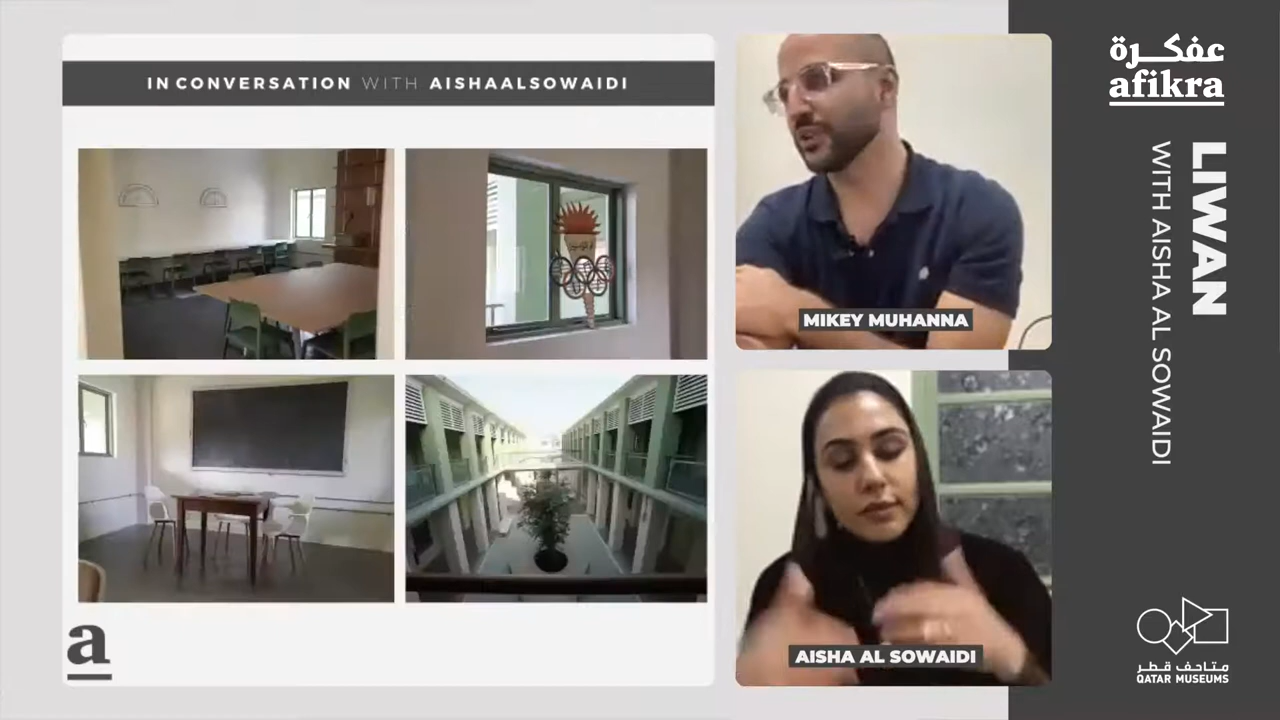 IN CONVERSATION WITH AISHAALSOWAIDI
a
MIKEY MUHANNA
AISHA AL SOWAIDI
عفكرة
afikra
LIWAN
WITH AISHA AL SOWAIDI
متاحف قطر
QATAR MUSEUMS